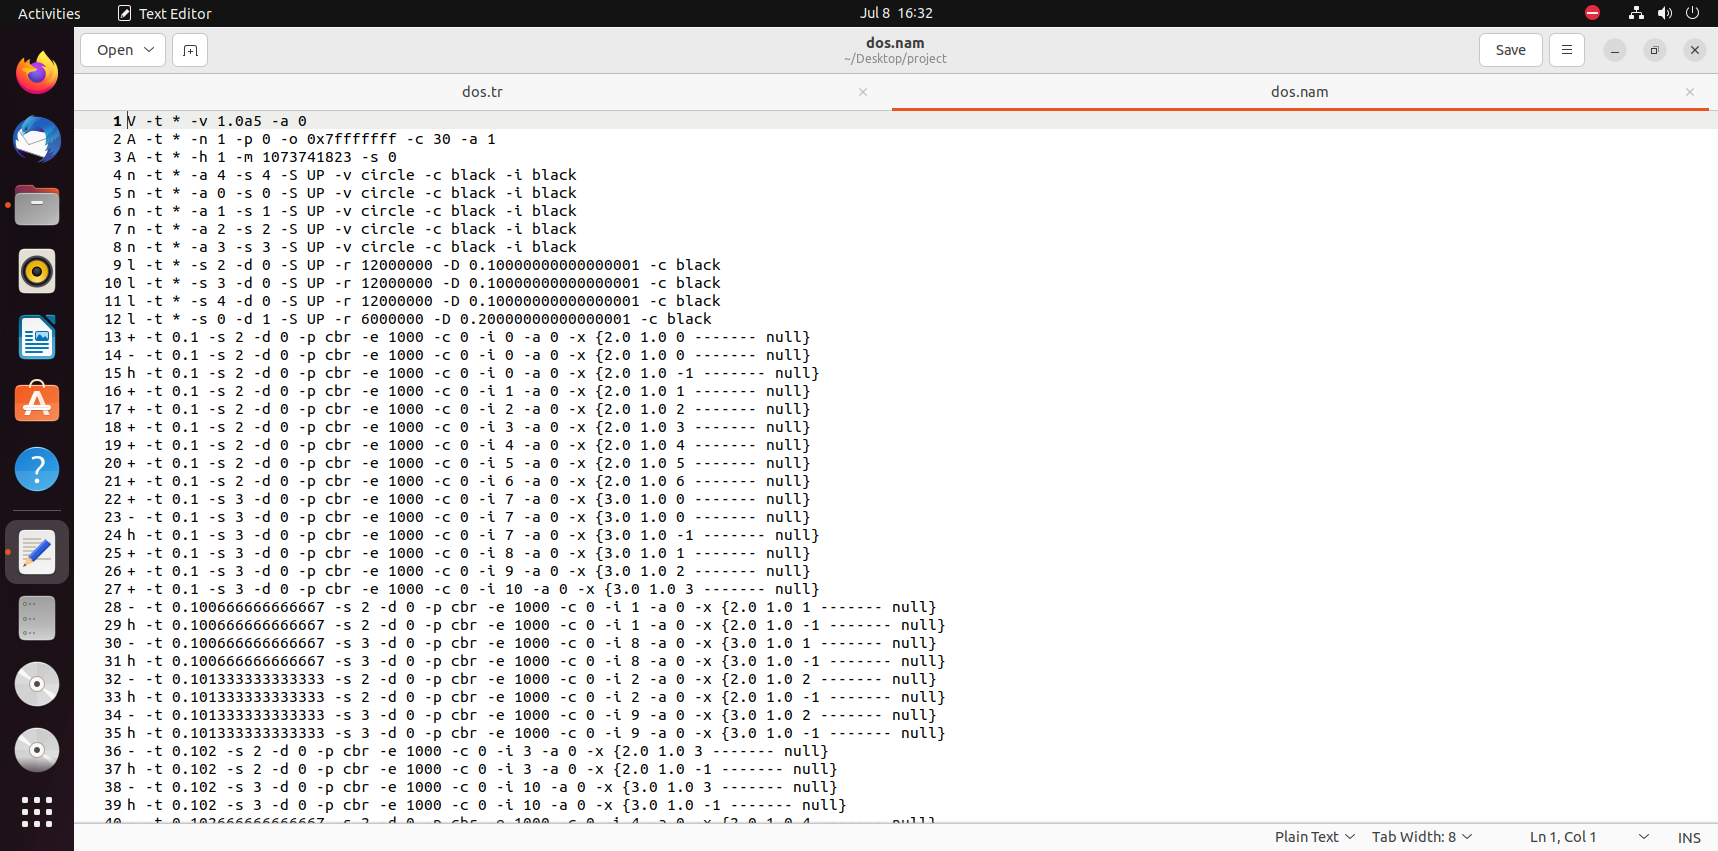 Activities Text Editor Jul 8 16:32
Open dos.nam Save
~/Desktop/project
dos.tr dos.nam
1 V -t * -v 1.0a5 -a 0
2 A -t * -n 1 -p 0 -o 0x7fffffff -c 30 -a 1
3 A -t * -h 1 -m 1073741823 -s 0
4 n -t * -a 4 -s 4 -S UP -v circle -c black -i black
5 n -t * -a 0 -s 0 -S UP -v circle -c black -i black
6 n -t * -a 1 -s 1 -S UP -v circle -c black -i black
7 n -t * -a 2 -s 2 -S UP -v circle -c black -i black
8 n -t * -a 3 -s 3 -S UP -v circle -c black -i black
9 l -t * -s 2 -d 0 -S UP -r 12000000 -D 0.10000000000000001 -c black
10 l -t * -s 3 -d 0 -S UP -r 12000000 -D 0.10000000000000001 -c black
11 l -t * -s 4 -d 0 -S UP -r 12000000 -D 0.10000000000000001 -c black
12 l -t * -s 0 -d 1 -S UP -r 6000000 -D 0.20000000000000001 -c black
13 + -t 0.1 -s 2 -d 0 -p cbr -e 1000 -c 0 -i 0 -a 0 -x {2.0 1.0 0 ------- null}
14 - -t 0.1 -s 2 -d 0 -p cbr -e 1000 -c 0 -i 0 -a 0 -x {2.0 1.0 0 ------- null}
15 h -t 0.1 -s 2 -d 0 -p cbr -e 1000 -c 0 -i 0 -a 0 -x {2.0 1.0 -1 ------- null}
16 + -t 0.1 -s 2 -d 0 -p cbr -e 1000 -c 0 -i 1 -a 0 -x {2.0 1.0 1 ------- null}
17 + -t 0.1 -s 2 -d 0 -p cbr -e 1000 -c 0 -i 2 -a 0 -x {2.0 1.0 2 ------- null}
18 + -t 0.1 -s 2 -d 0 -p cbr -e 1000 -c 0 -i 3 -a 0 -x {2.0 1.0 3 ------- null}
19 + -t 0.1 -s 2 -d 0 -p cbr -e 1000 -c 0 -i 4 -a 0 -x {2.0 1.0 4 ------- null}
20 + -t 0.1 -s 2 -d 0 -p cbr -e 1000 -c 0 -i 5 -a 0 -x {2.0 1.0 5 ------- null}
21 + -t 0.1 -s 2 -d 0 -p cbr -e 1000 -c 0 -i 6 -a 0 -x {2.0 1.0 6 ------- null}
22 + -t 0.1 -s 3 -d 0 -p cbr -e 1000 -c 0 -i 7 -a 0 -x {3.0 1.0 0 ------- null}
23 - -t 0.1 -s 3 -d 0 -p cbr -e 1000 -c 0 -i 7 -a 0 -x {3.0 1.0 0 ------- null}
24 h -t 0.1 -s 3 -d 0 -p cbr -e 1000 -c 0 -i 7 -a 0 -x {3.0 1.0 -1 ------- null}
25 + -t 0.1 -s 3 -d 0 -p cbr -e 1000 -c 0 -i 8 -a 0 -x {3.0 1.0 1 ------- null}
26 + -t 0.1 -s 3 -d 0 -p cbr -e 1000 -c 0 -i 9 -a 0 -x {3.0 1.0 2 ------- null}
27 + -t 0.1 -s 3 -d 0 -p cbr -e 1000 -c 0 -i 10 -a 0 -x {3.0 1.0 3 ------- null}
28 - -t 0.100666666666667 -s 2 -d 0 -p cbr -e 1000 -c 0 -i 1 -a 0 -x {2.0 1.0 1 ------- null}
29 h -t 0.100666666666667 -s 2 -d 0 -p cbr -e 1000 -c 0 -i 1 -a 0 -x {2.0 1.0 -1 ------- null}
30 - -t 0.100666666666667 -s 3 -d 0 -p cbr -e 1000 -c 0 -i 8 -a 0 -x {3.0 1.0 1 ------- null}
31 h -t 0.100666666666667 -s 3 -d 0 -p cbr -e 1000 -c 0 -i 8 -a 0 -x {3.0 1.0 -1 ------- null}
32 - -t 0.101333333333333 -s 2 -d 0 -p cbr -e 1000 -c 0 -i 2 -a 0 -x {2.0 1.0 2 ------- null}
33 h -t 0.101333333333333 -s 2 -d 0 -p cbr -e 1000 -c 0 -i 2 -a 0 -x {2.0 1.0 -1 ------- null}
34 - -t 0.101333333333333 -s 3 -d 0 -p cbr -e 1000 -c 0 -i 9 -a 0 -x {3.0 1.0 2 ------- null}
35 h -t 0.101333333333333 -s 3 -d 0 -p cbr -e 1000 -c 0 -i 9 -a 0 -x {3.0 1.0 -1 ------- null}
36 - -t 0.102 -s 2 -d 0 -p cbr -e 1000 -c 0 -i 3 -a 0 -x {2.0 1.0 3 ------- null}
37 h -t 0.102 -s 2 -d 0 -p cbr -e 1000 -c 0 -i 3 -a 0 -x {2.0 1.0 -1 ------- null}
38 - -t 0.102 -s 3 -d 0 -p cbr -e 1000 -c 0 -i 10 -a 0 -x {3.0 1.0 3 ------- null}
39 h -t 0.102 -s 3 -d 0 -p cbr -e 1000 -c 0 -i 10 -a 0 -x {3.0 1.0 -1 ------- null}
40 - -t 0.102666666666667 -s 2 -d 0 -p cbr -e 1000 -c 0 -i 4 -a 0 -x {2.0 1.0 4 ------- null}
Plain Text Tab Width: 8 Ln 1, Col 1 INS